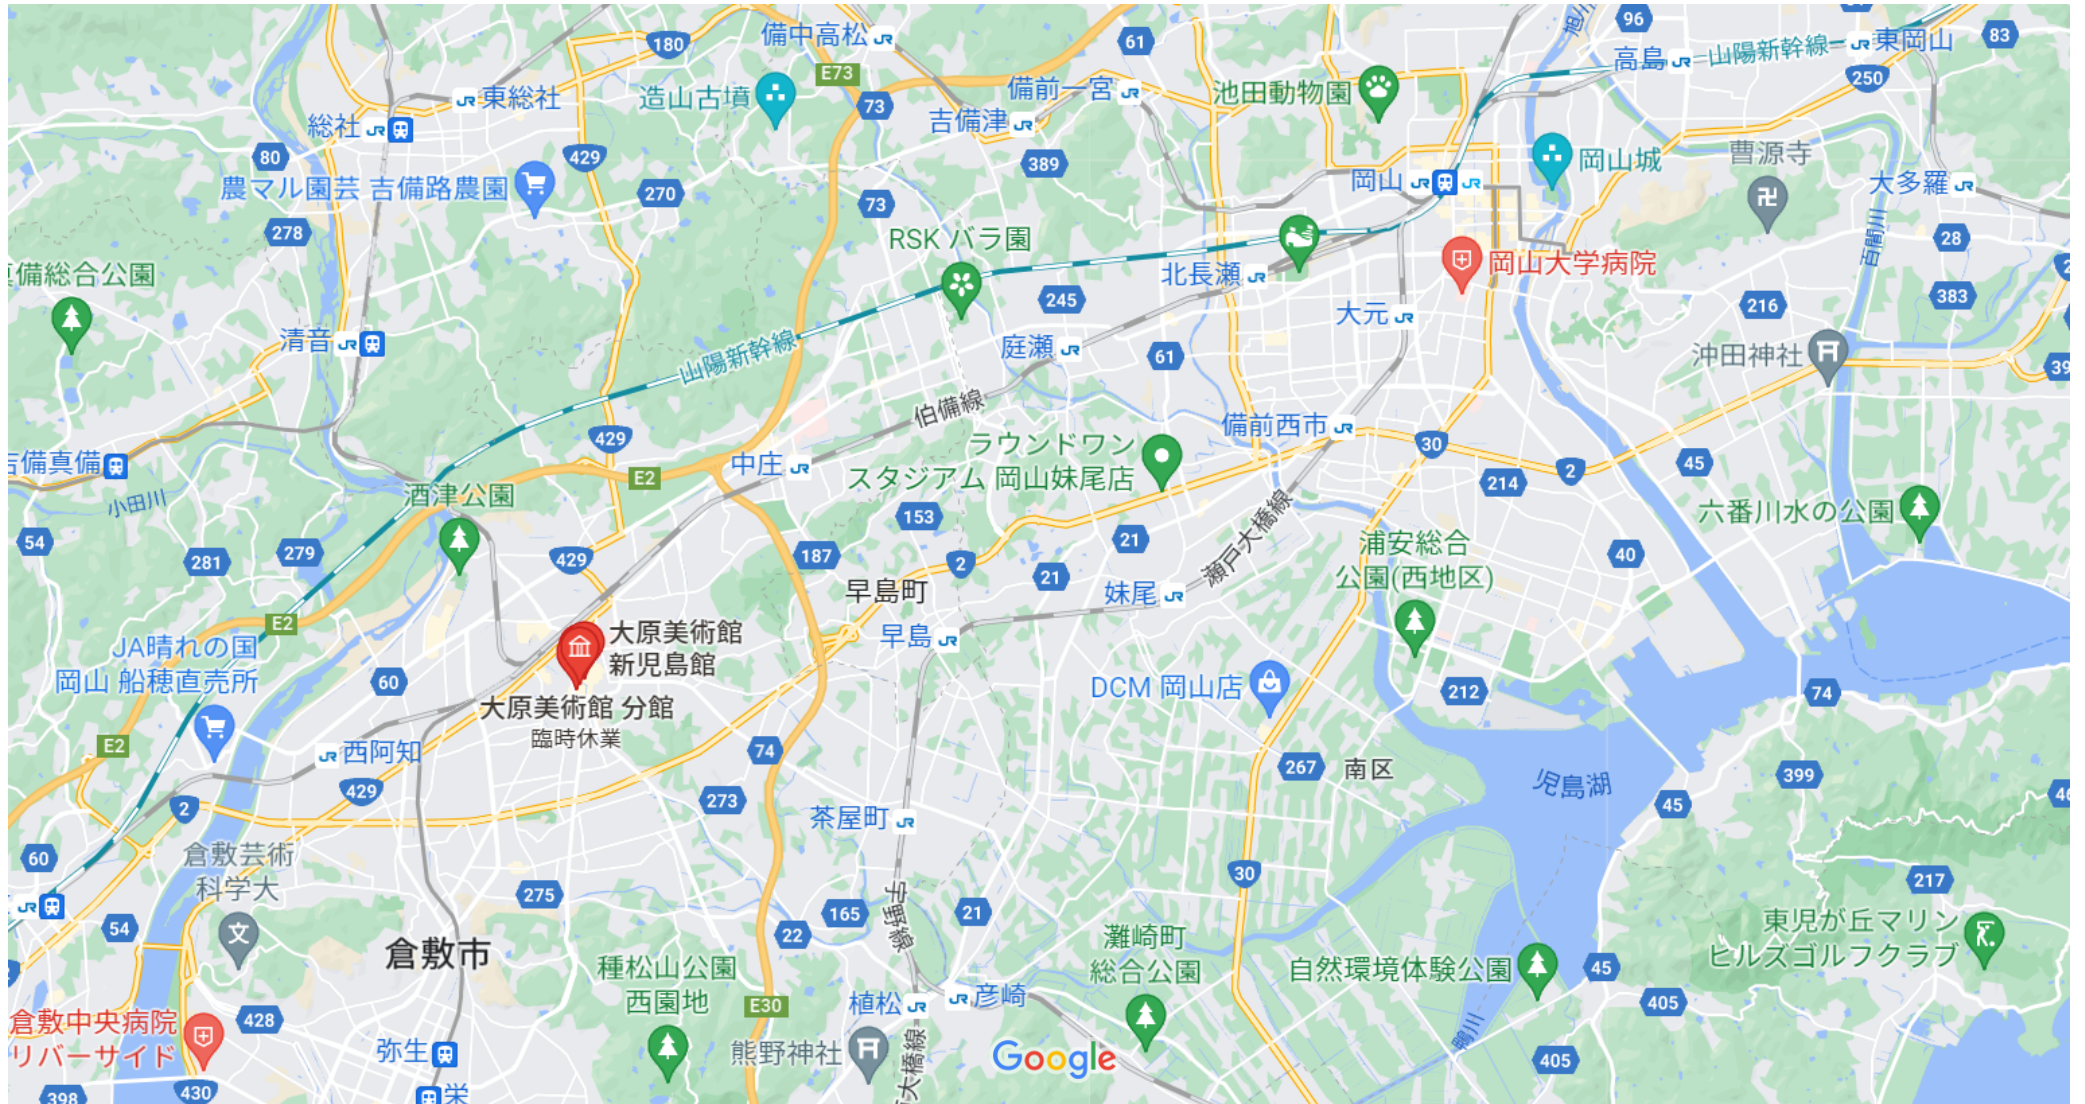 180
備中高松
61
96
旭川
高島
山陽新幹線
東岡山
83
E73
73
250
東総社
造山古墳
備前一宮
池田動物園
総社
吉備津
80
429
389
岡山城
曹源寺
農マル園芸 吉備路農園
270
73
岡山
大多羅
278
RSK バラ園
百間川
28
備総合公園
北長瀬
岡山大学病院
245
216
383
清音
大元
山陽新幹線
庭瀬
61
沖田神社
39
伯備線
429
備前西市
30
吉備真備
E2
中庄
ラウンドワン
スタジアム 岡山妹尾店
214
2
45
小田川
酒津公園
153
六番川水の公園
54
281
279
429
187
2
21
21
瀬戸大橋線
浦安総合
公園(西地区)
40
早島町
妹尾
E2
JA晴れの国
岡山 船穂直売所
大原美術館
新児島館
早島
60
大原美術館 分館
臨時休業
DCM 岡山店
212
74
E2
西阿知
74
267
南区
児島湖
399
429
273
45
46
2
茶屋町
60
倉敷芸術
科学大
275
30
217
54
165
21
宇野線
22
倉敷市
灘崎町
総合公園
東児が丘マリン
ヒルズゴルフクラブ
種松山公園
西園地
自然環境体験公園
45
405
E30
植松
彦崎
倉敷中央病院
リバーサイド
428
弥生
熊野神社
Google
鴨川
405
398
430
栄
大橋線